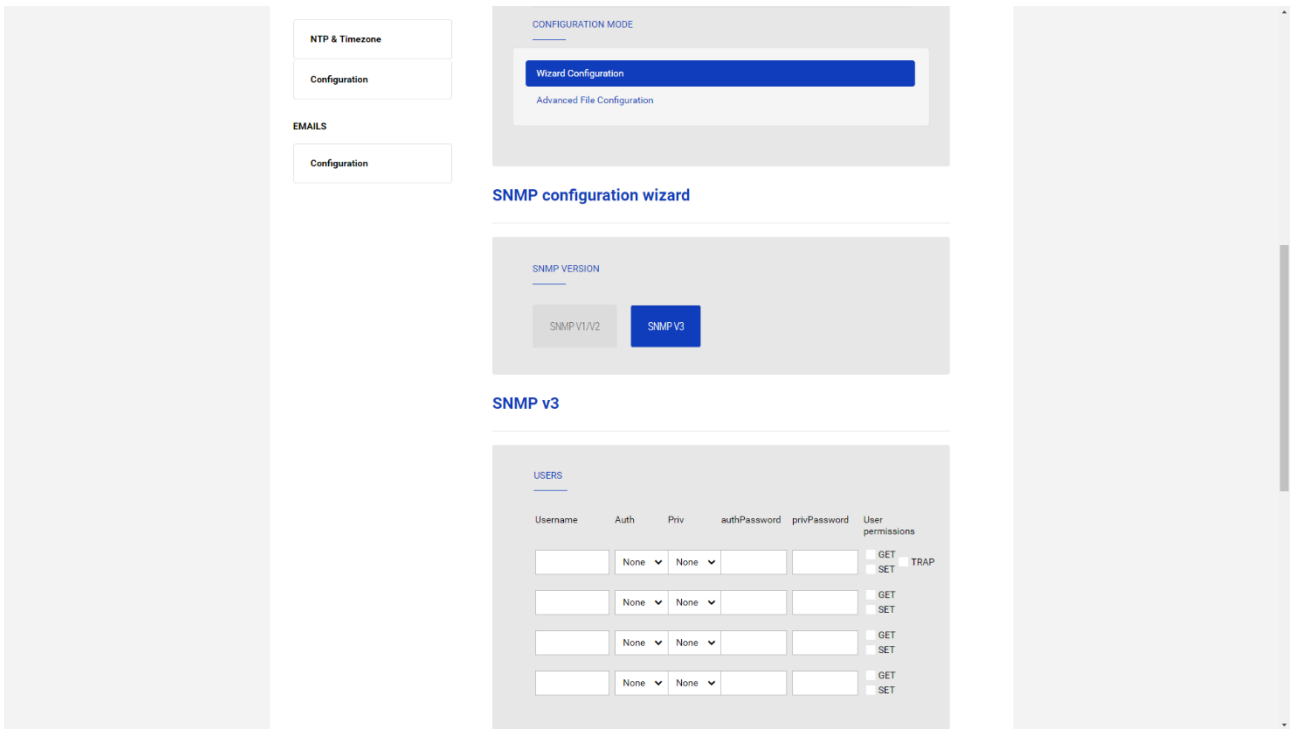 NTP & Timezone
Configuration
EMAILS
Configuration
CONFIGURATION MODE
Wizard Configuration
Advanced File Configuration
SNMP configuration wizard
SNMP VERSION
SNMP V1/V2 SNMP V3
SNMP v3
USERS
Username Auth Priv authPassword privPassword User permissions
None None GET SET TRAP
None None GET SET
None None GET SET
None None GET SET